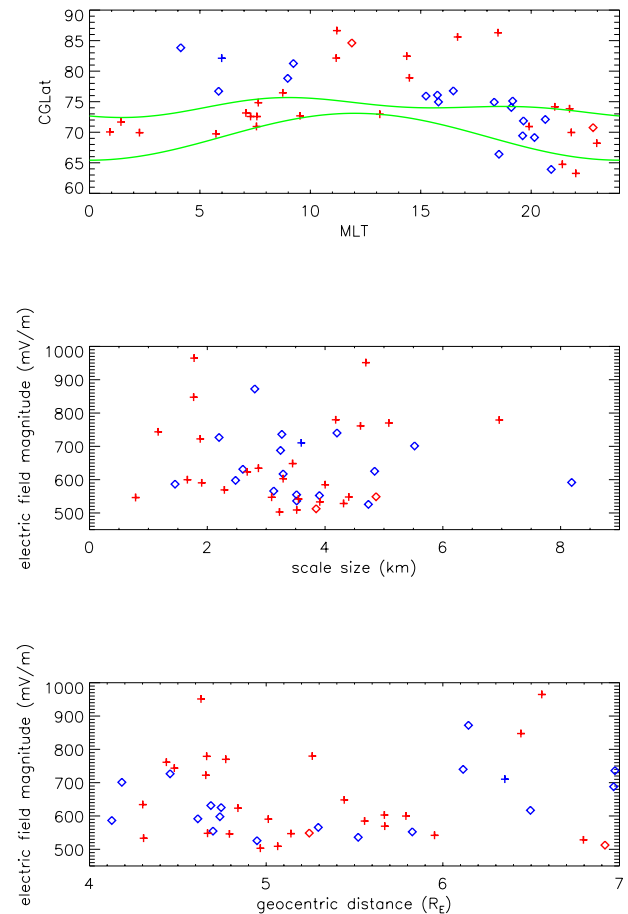 CGLat
90
85
80
75
70
65
60
0 5 10 15 20
MLT
electric field magnitude (mV/m)
1000
900
800
700
600
500
0 2 4 6 8
scale size (km)
electric field magnitude (mV/m)
1000
900
800
700
600
500
4 5 6 7
geocentric distance (R_E)